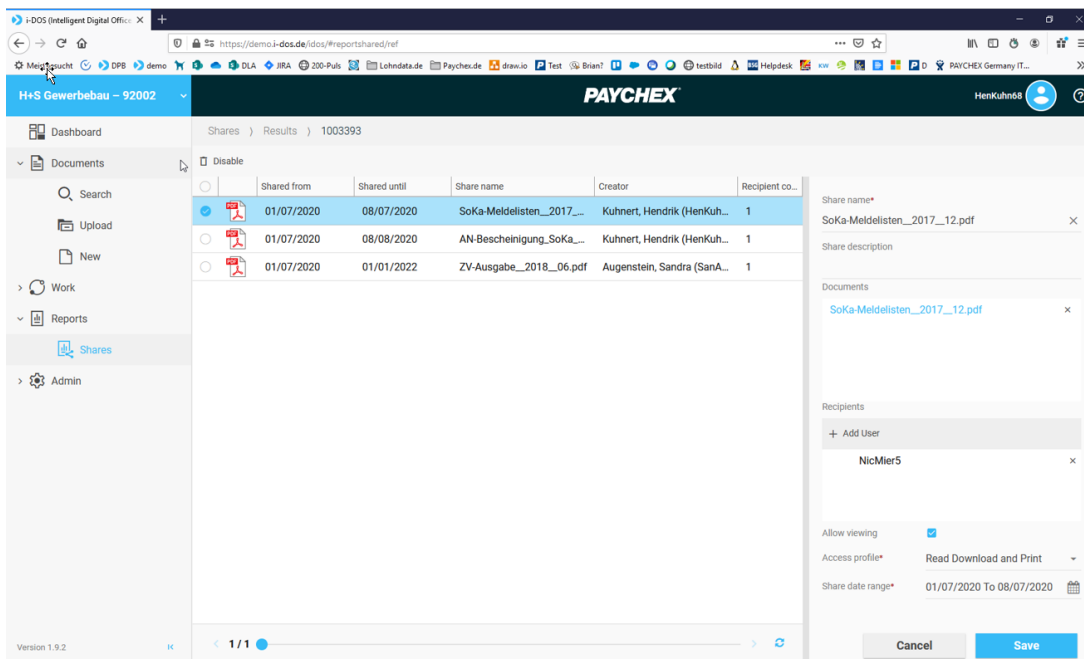 i-DOS (Intelligent Digital Office
https://demo.i-dos.de/idos/#reportshared/ref
Meistbesucht DPB demo DLA JIRA 200-Puls Lohndata.de Paychex.de draw.io Test Brian? testbild Helpdesk KW D PAYCHEX Germany IT...
H+S Gewerbebau – 92002
PAYCHEX
HenKuhn68
Dashboard
Documents
Search
Upload
New
Work
Reports
Shares
Admin
Version 1.9.2
Shares ) Results ) 1003393
Disable
Shared from Shared until Share name Creator Recipient co...
01/07/2020 08/07/2020 SoKa-Meldelisten__2017_... Kuhnert, Hendrik (HenKuh... 1
01/07/2020 08/08/2020 AN-Bescheinigung_SoKa_... Kuhnert, Hendrik (HenKuh... 1
01/07/2020 01/01/2022 ZV-Ausgabe__2018__06.pdf Augenstein, Sandra (SanA... 1
1 / 1
Share name*
SoKa-Meldelisten__2017__12.pdf
Share description
Documents
SoKa-Meldelisten__2017__12.pdf
Recipients
+ Add User
NicMier5
Allow viewing
Access profile* Read Download and Print
Share date range* 01/07/2020 To 08/07/2020
Cancel Save